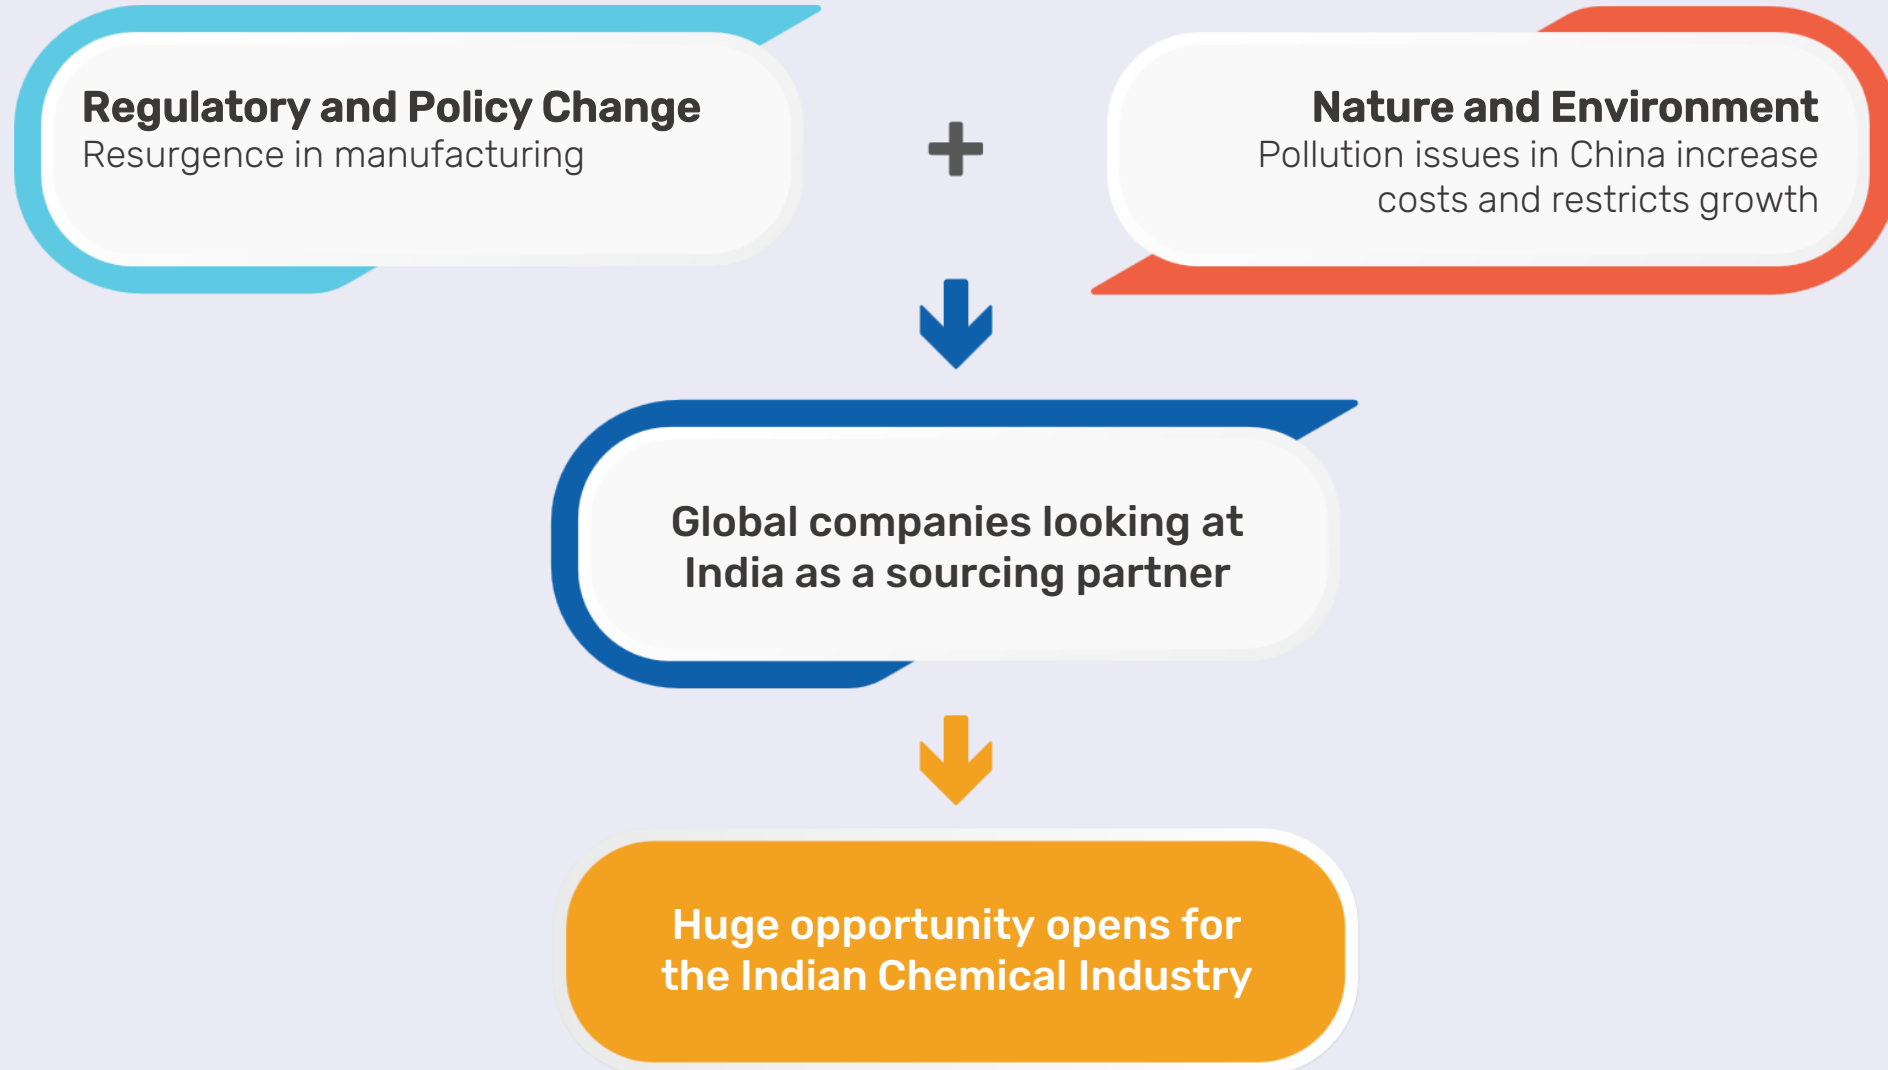 Regulatory and Policy Change
Resurgence in manufacturing
+
Nature and Environment
Pollution issues in China increase
costs and restricts growth
Global companies looking at
India as a sourcing partner
Huge opportunity opens for
the Indian Chemical Industry